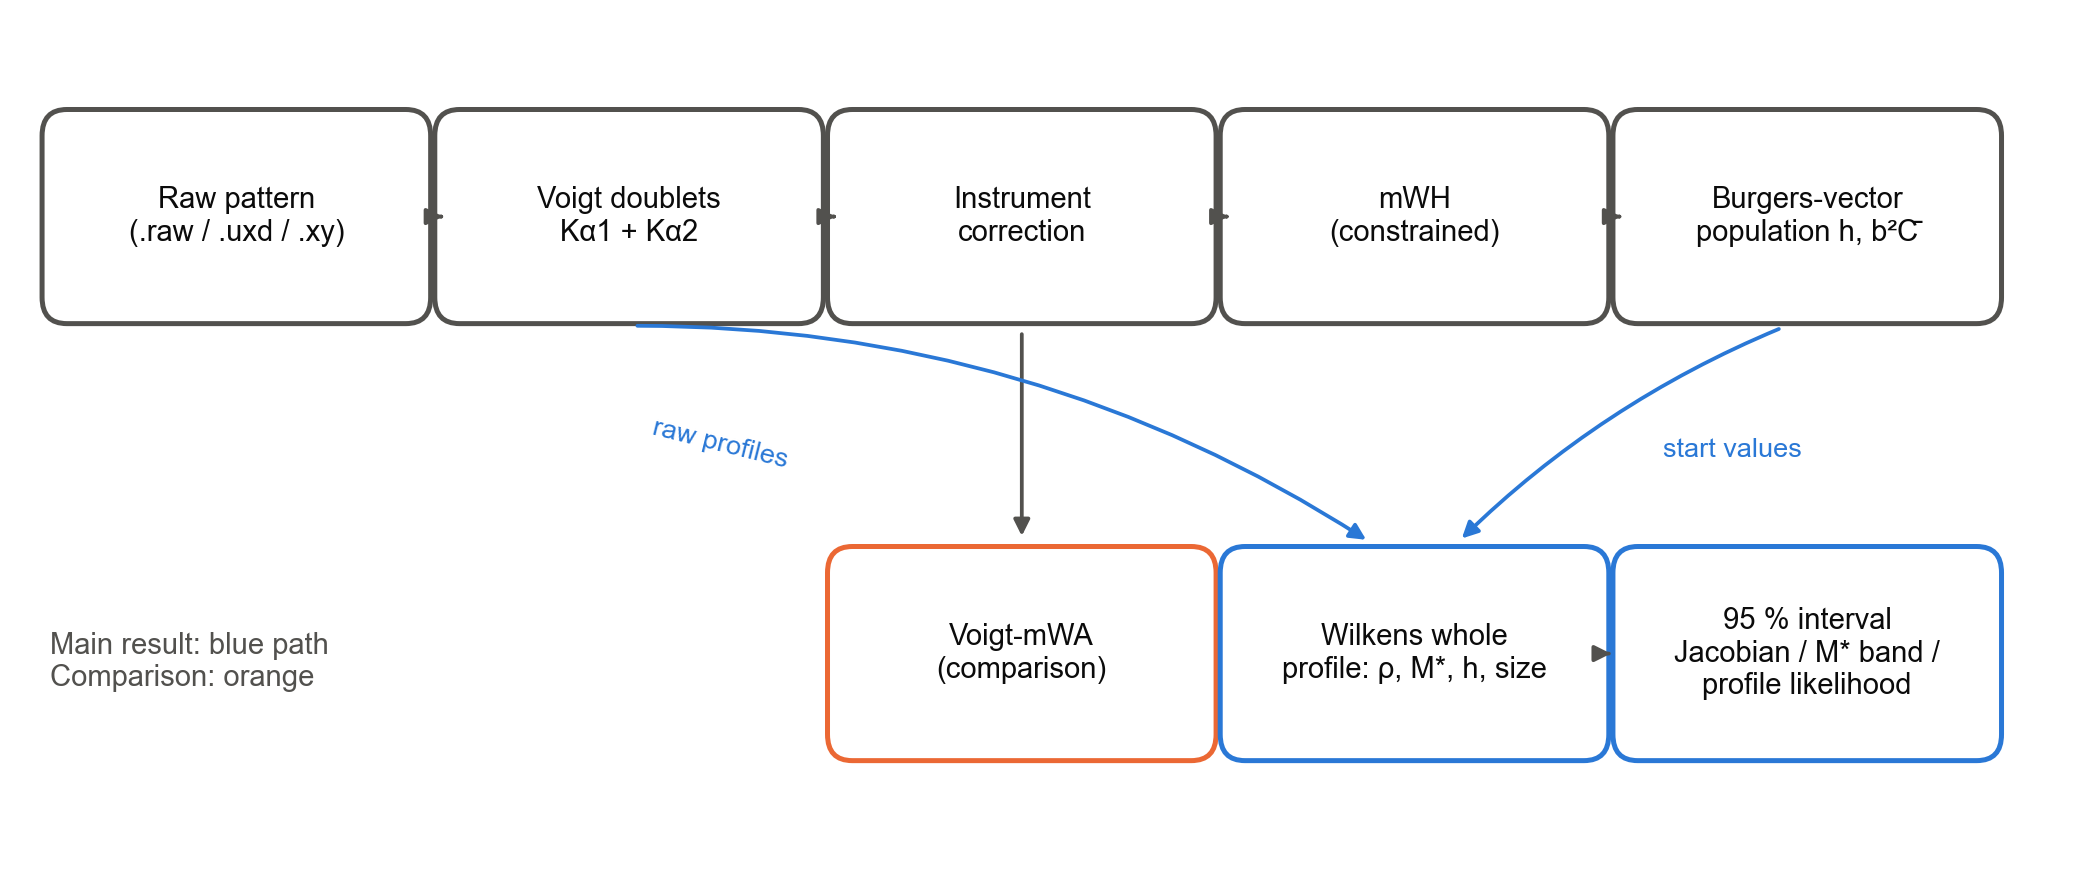 Raw pattern
(.raw / .uxd / .xy)
Voigt doublets
Kα1 + Kα2
Instrument
correction
mWH
(constrained)
Burgers-vector
population h, b²C̄
raw profiles
start values
Main result: blue path
Comparison: orange
Voigt-mWA
(comparison)
Wilkens whole
profile: ρ, M*, h, size
95 % interval
Jacobian / M* band /
profile likelihood